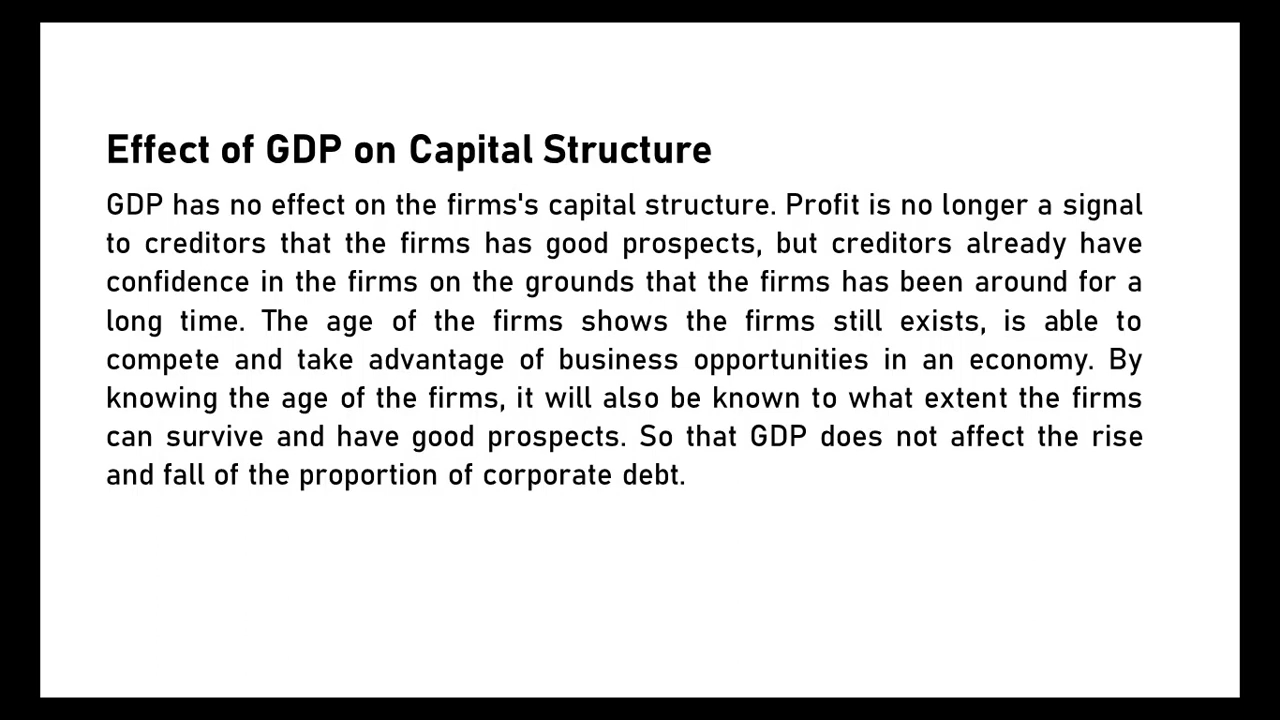 Effect of GDP on Capital Structure
GDP has no effect on the firms's capital structure. Profit is no longer a signal
to creditors that the firms has good prospects, but creditors already have
confidence in the firms on the grounds that the firms has been around for a
long time. The age of the firms shows the firms still exists, is able to
compete and take advantage of business opportunities in an economy. By
knowing the age of the firms, it will also be known to what extent the firms
can survive and have good prospects. So that GDP does not affect the rise
and fall of the proportion of corporate debt.